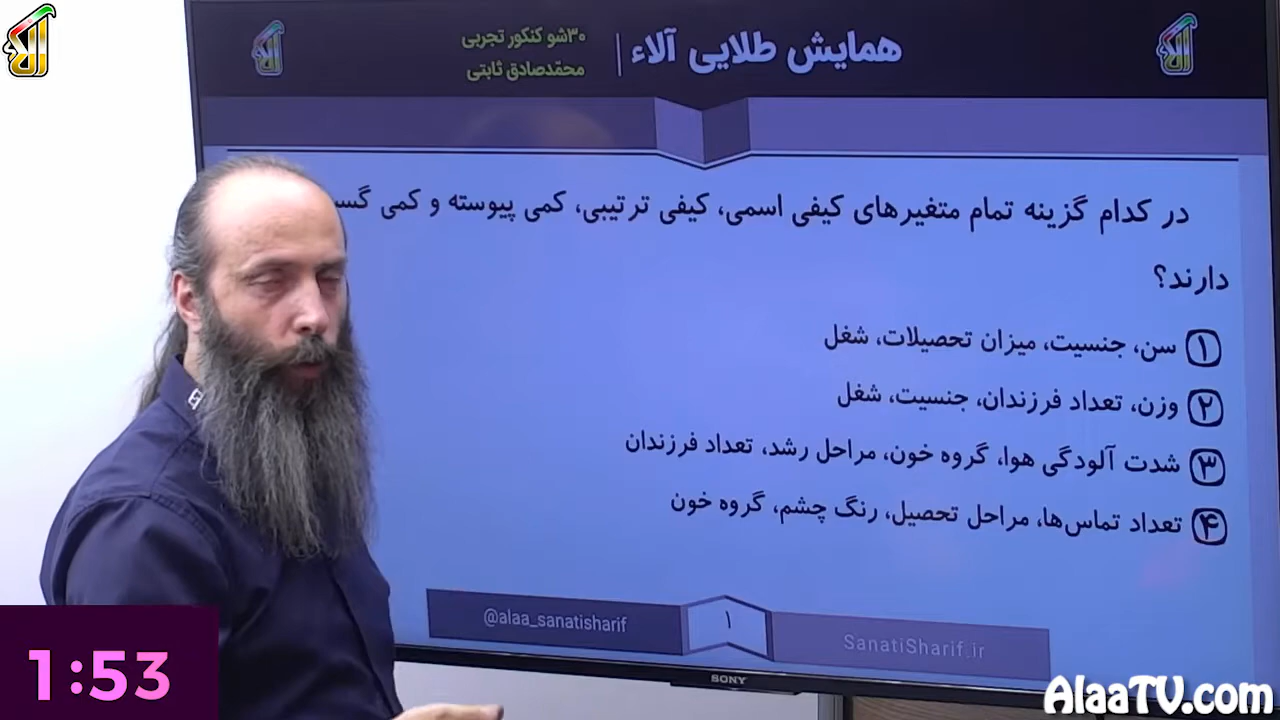 همایش طلایی آلاء
۳۰شو کنکور تجربی
محمّدصادق ثابتی
در کدام گزینه تمام متغیرهای کیفی اسمی، کیفی ترتیبی، کمی پیوسته و کمی
دارند؟
۱ سن، جنسیت، میزان تحصیلات، شغل
۲ وزن، تعداد فرزندان، جنسیت، شغل
۳ شدت آلودگی هوا، گروه خون، مراحل رشد، تعداد فرزندان
۴ تعداد تماس‌ها، مراحل تحصیل، رنگ چشم، گروه خون
@alaa_sanatisharif
۱
SanatiSharif.ir
SONY
1:53
AlaaTV.com